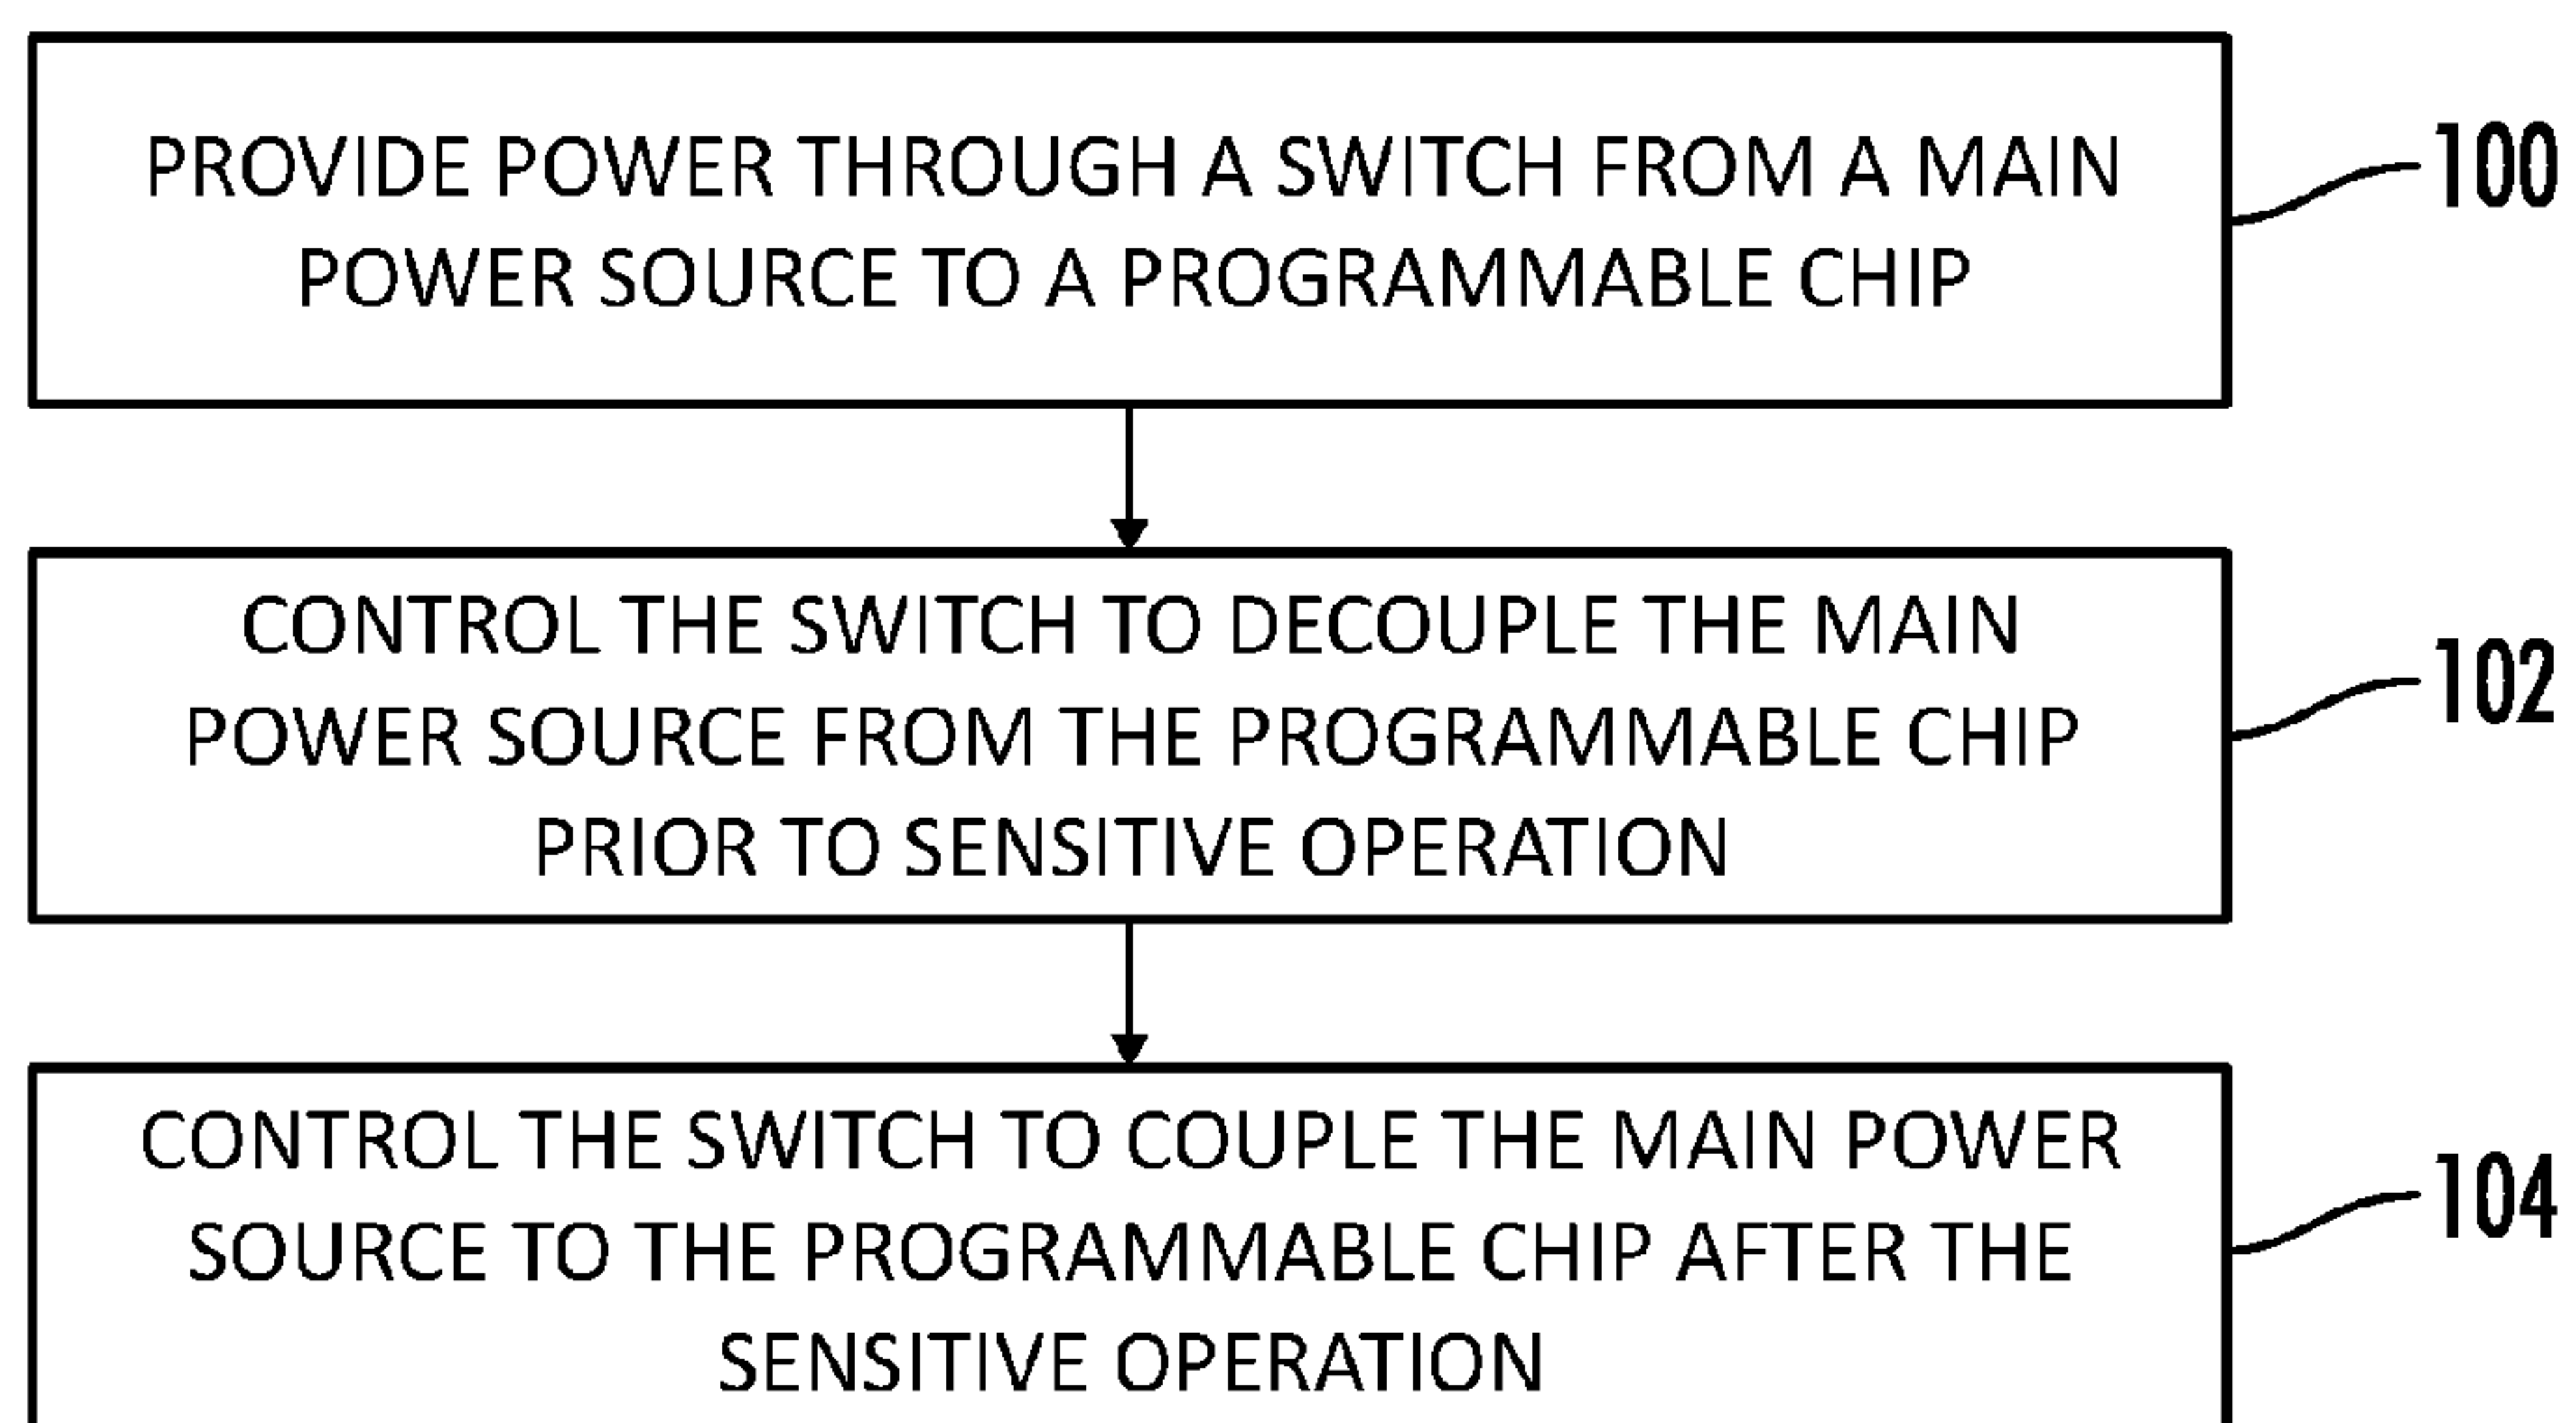 PROVIDE POWER THROUGH A SWITCH FROM A MAIN
POWER SOURCE TO A PROGRAMMABLE CHIP
100
CONTROL THE SWITCH TO DECOUPLE THE MAIN
POWER SOURCE FROM THE PROGRAMMABLE CHIP
PRIOR TO SENSITIVE OPERATION
102
CONTROL THE SWITCH TO COUPLE THE MAIN POWER
SOURCE TO THE PROGRAMMABLE CHIP AFTER THE
SENSITIVE OPERATION
104